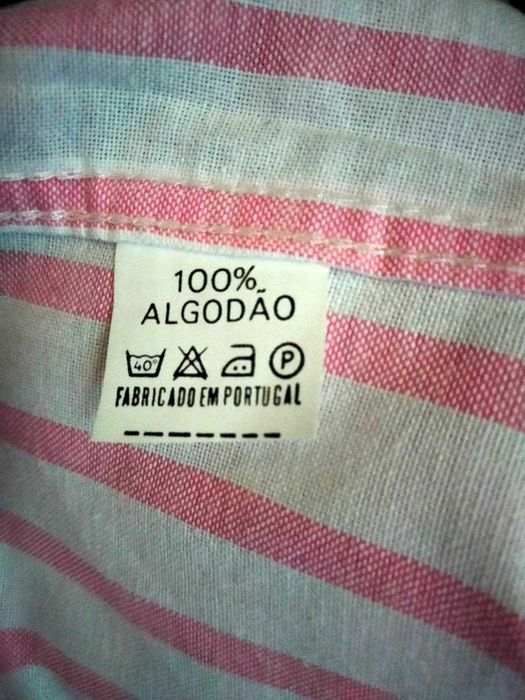 100%
ALGODÃO
40° P
FABRICADO EM PORTUGAL